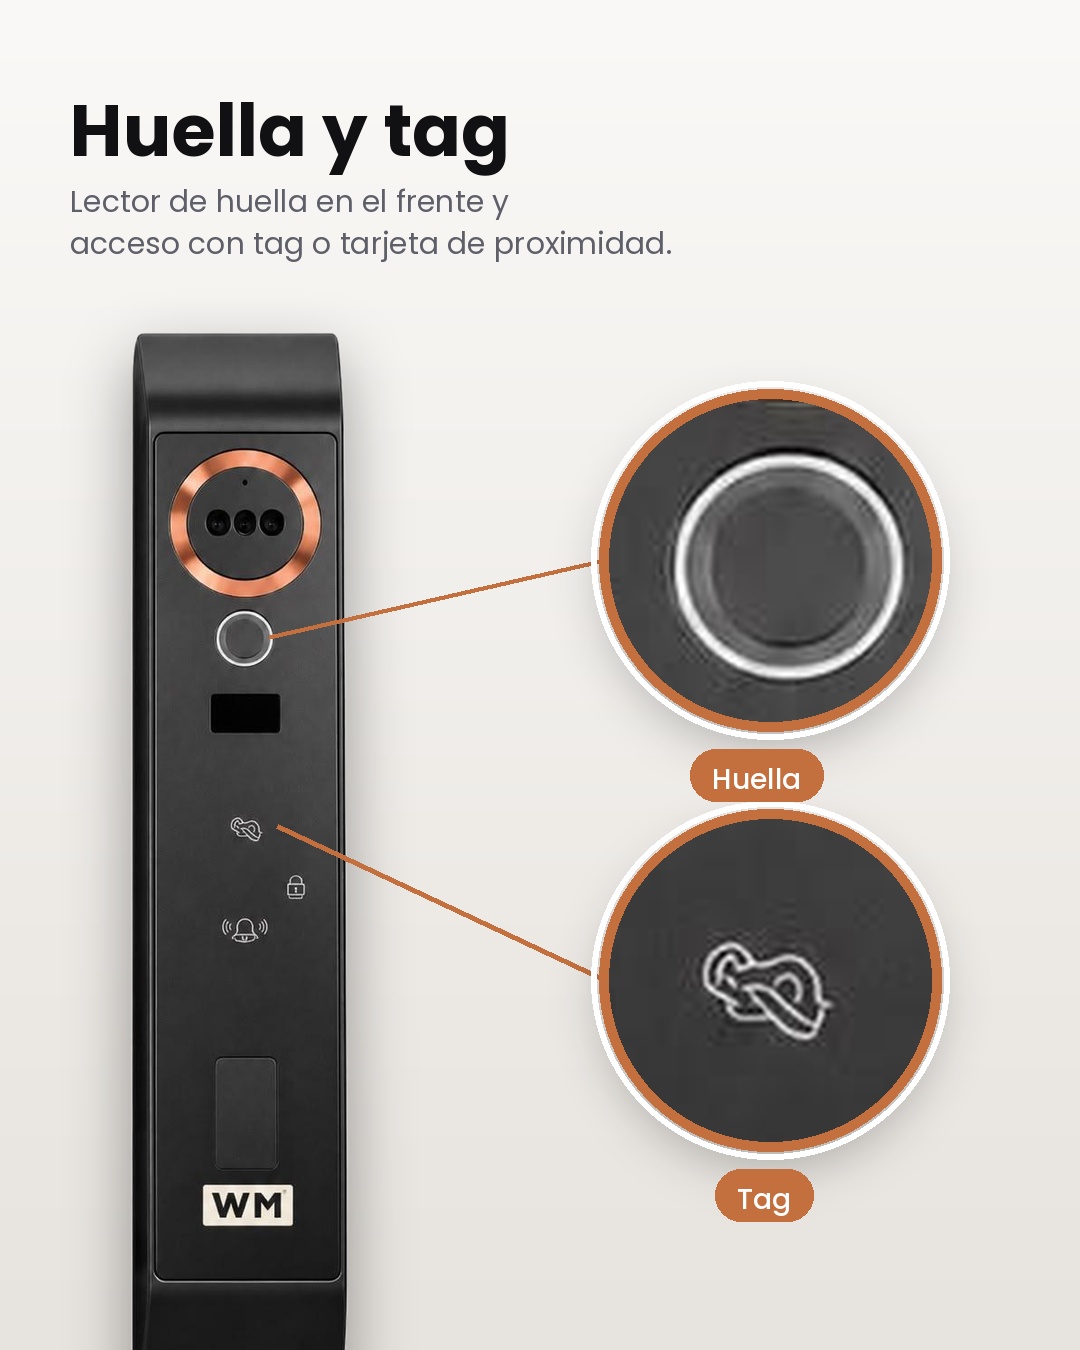 Huella y tag
Lector de huella en el frente y
acceso con tag o tarjeta de proximidad.
Huella
Tag
WM